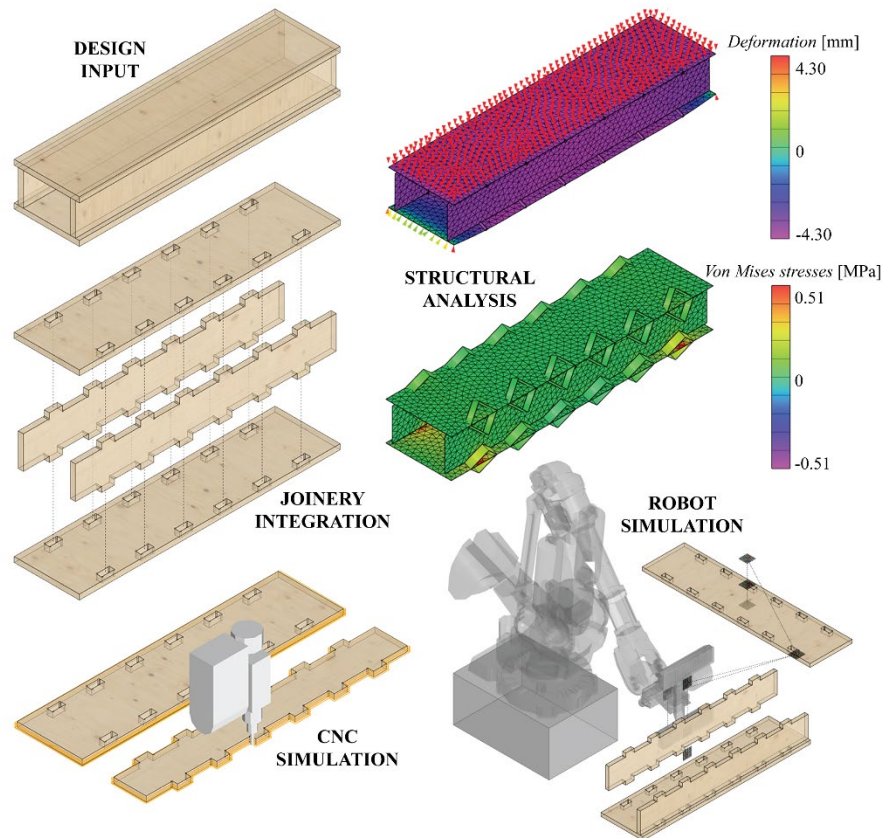 DESIGN
INPUT
Deformation [mm]
4.30
0
-4.30
STRUCTURAL
ANALYSIS
Von Mises stresses [MPa]
0.51
0
-0.51
JOINERY
INTEGRATION
ROBOT
SIMULATION
CNC
SIMULATION